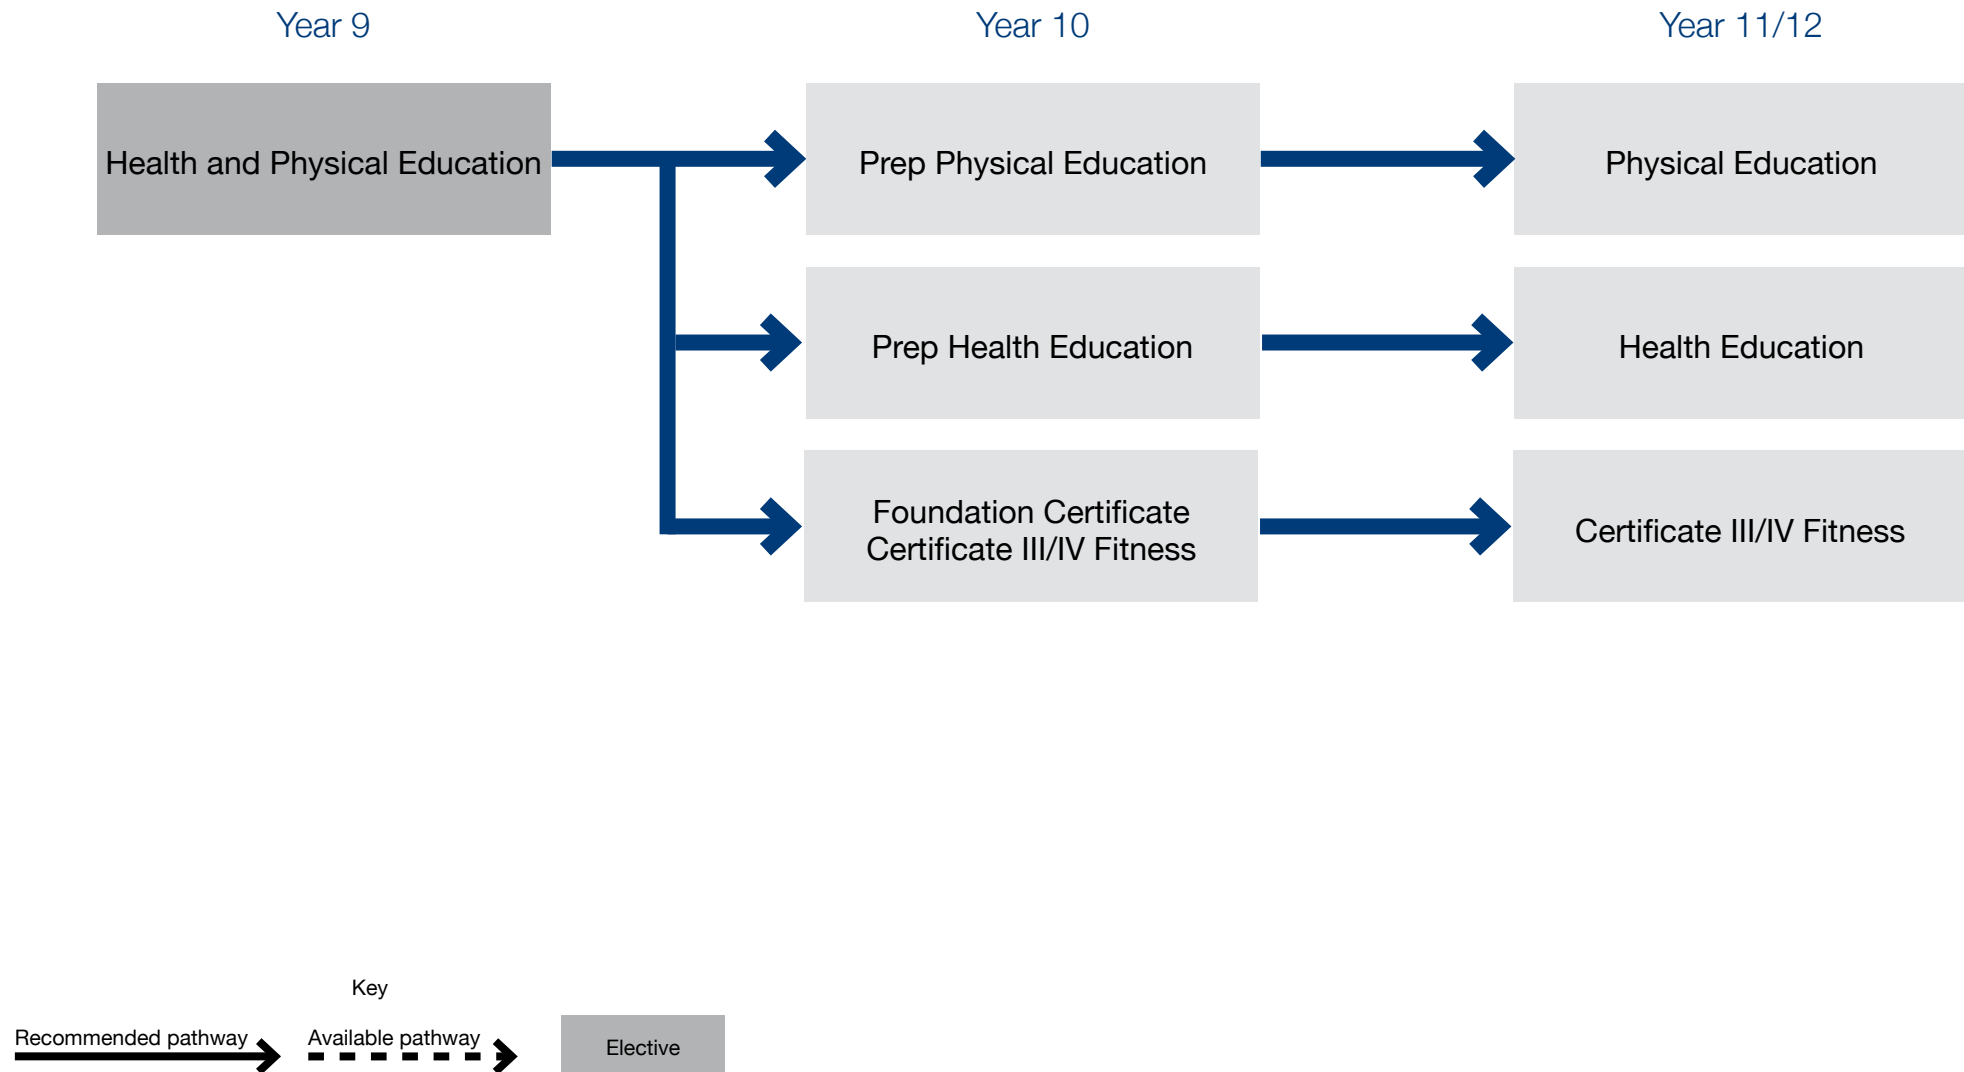 Year 9
Year 10
Year 11/12
Health and Physical Education
Prep Physical Education
Physical Education
Prep Health Education
Health Education
Foundation Certificate
Certificate III/IV Fitness
Certificate III/IV Fitness
Key
Recommended pathway
Available pathway
Elective